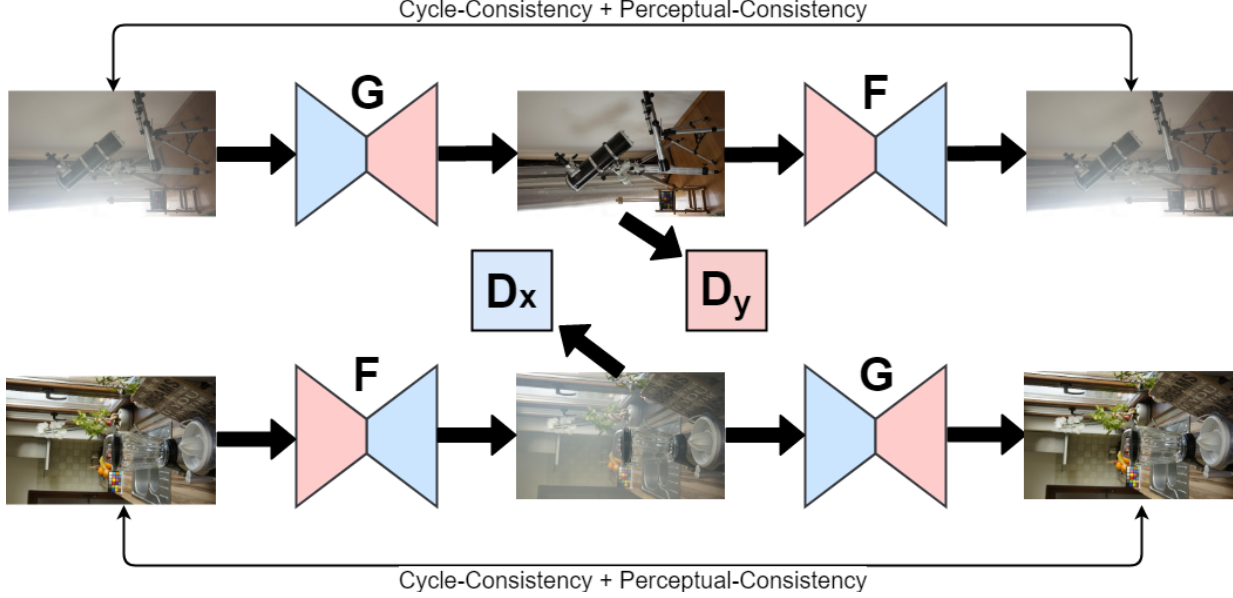 Cycle-Consistency + Perceptual-Consistency
G
F
Dx
Dy
F
G
Cycle-Consistency + Perceptual-Consistency